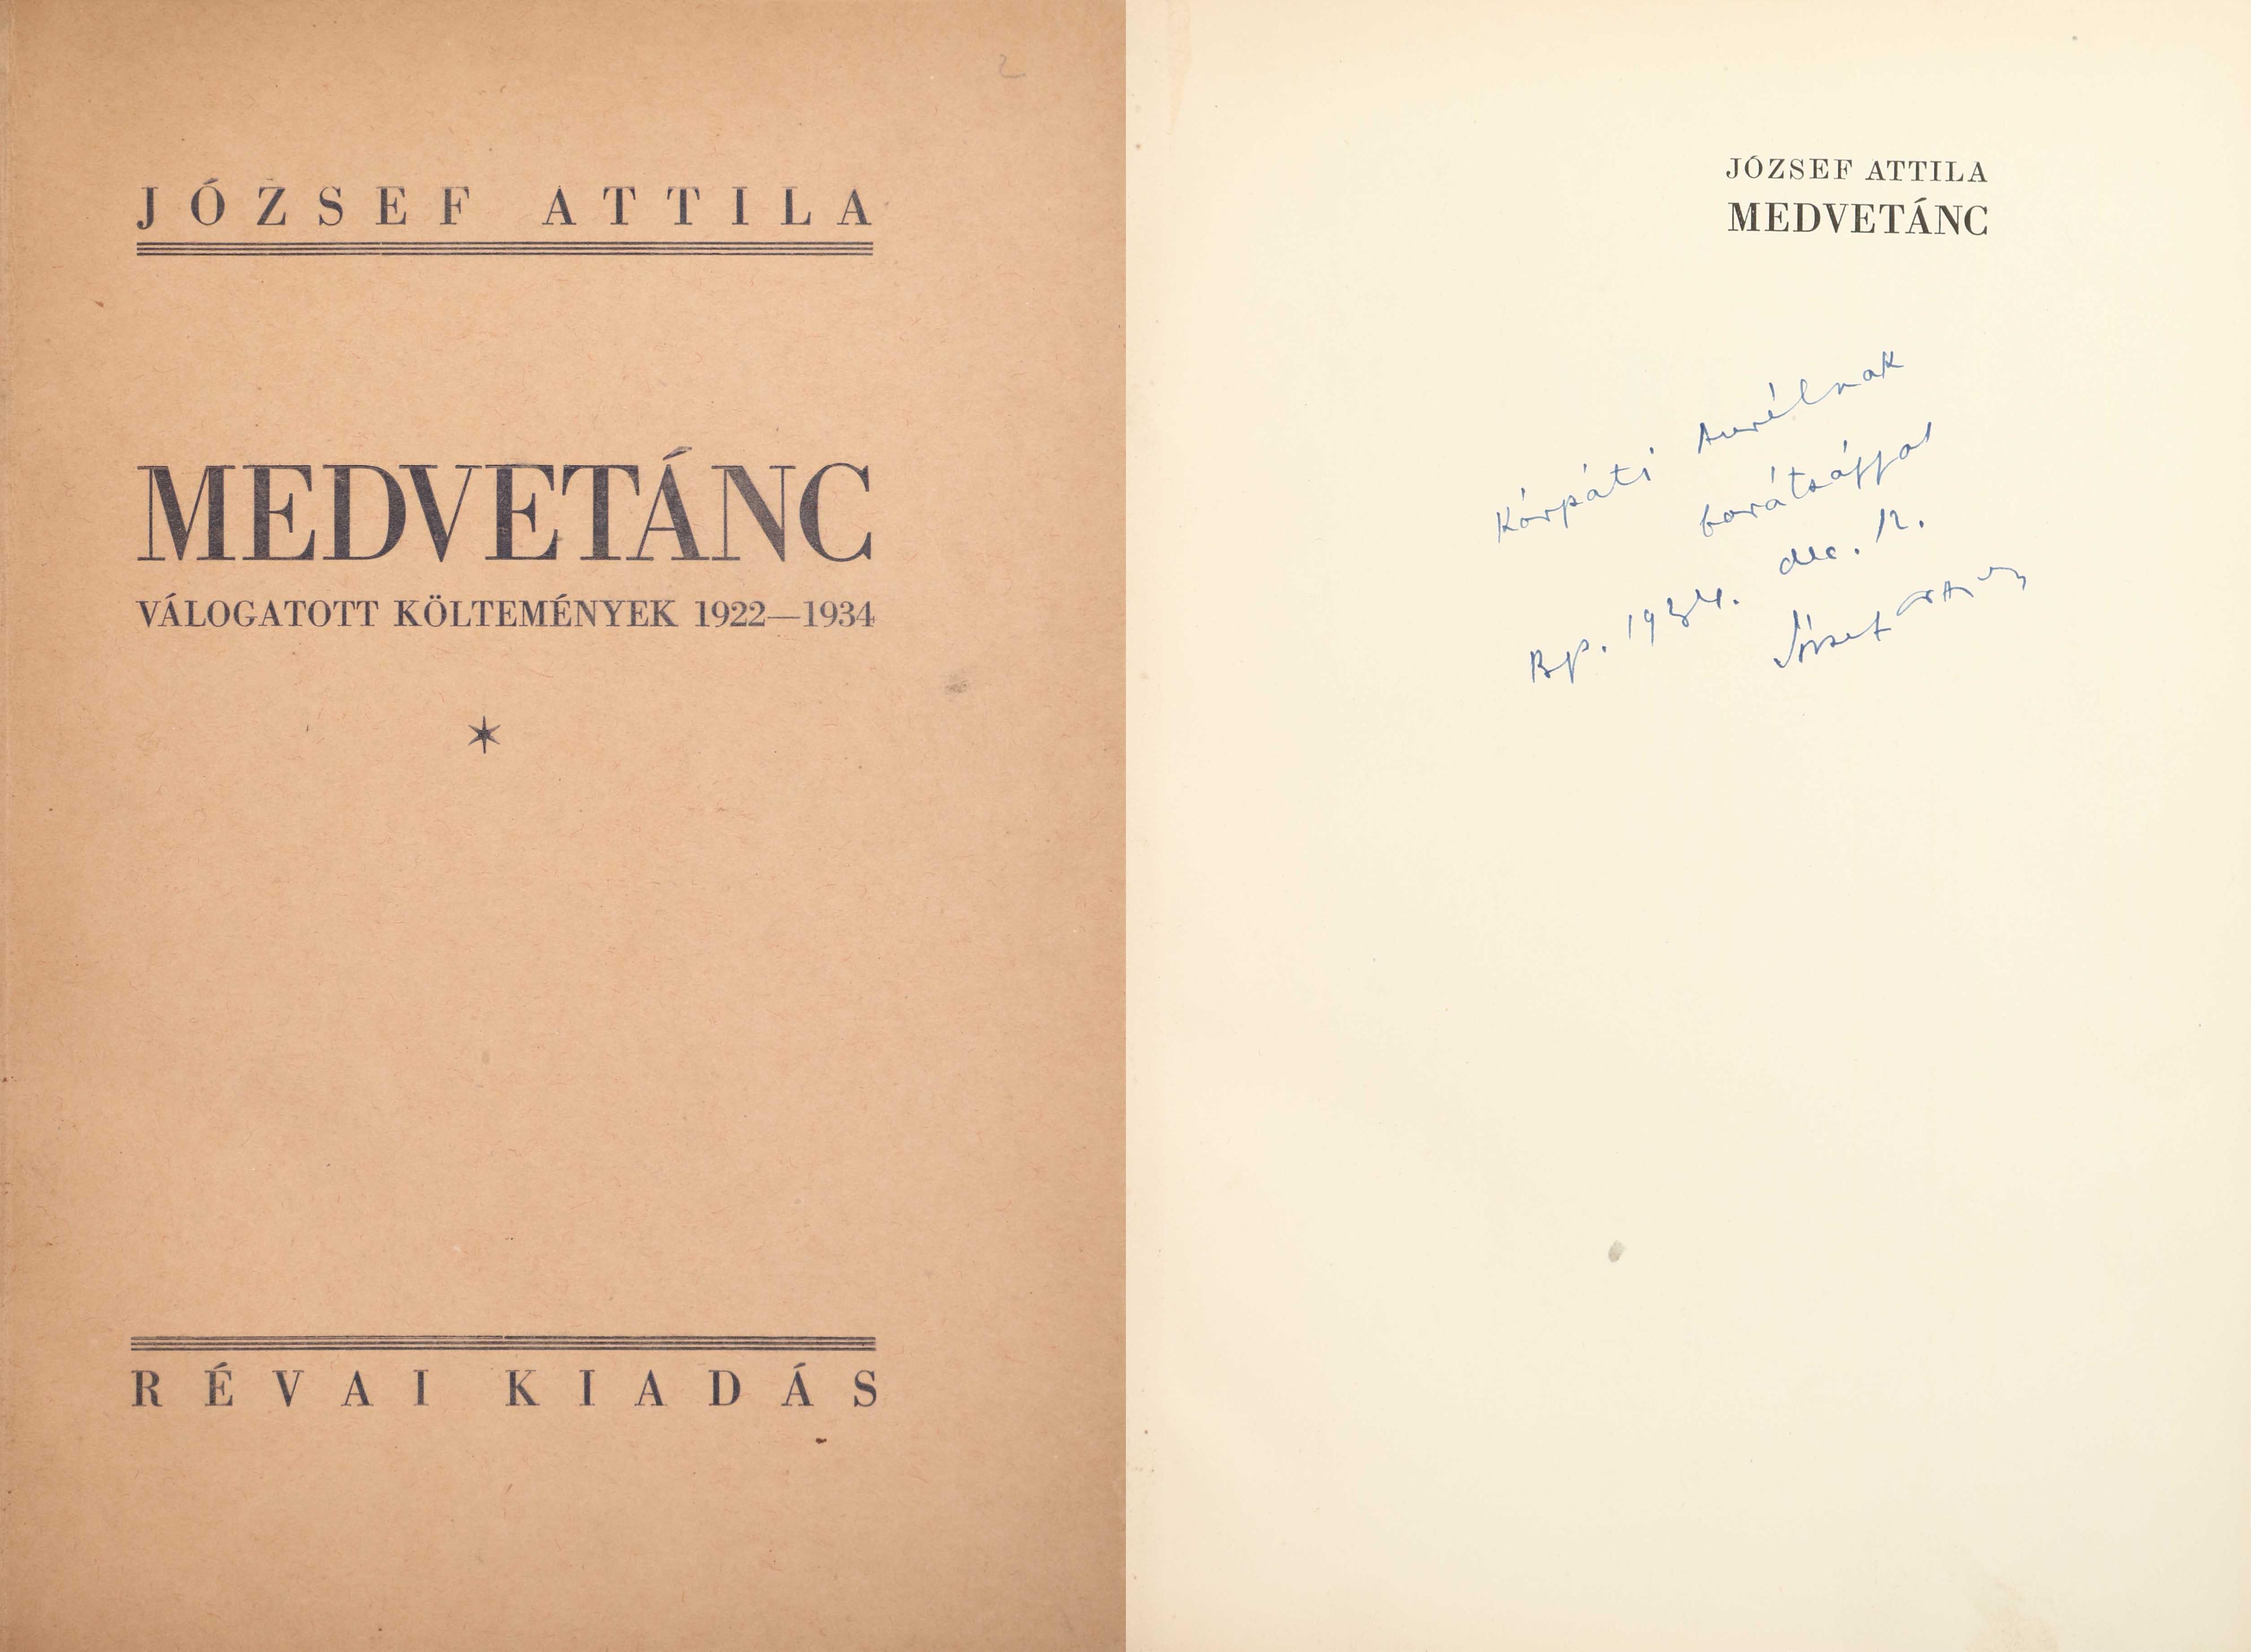 2
JÓZSEF ATTILA
MEDVETÁNC
VÁLOGATOTT KÖLTEMÉNYEK 1922—1934
*
RÉVAI KIADÁS
JÓZSEF ATTILA
MEDVETÁNC
Kárpáti Aurélnak
barátsággal
Bp. 1934. dec. 12.
József Attila